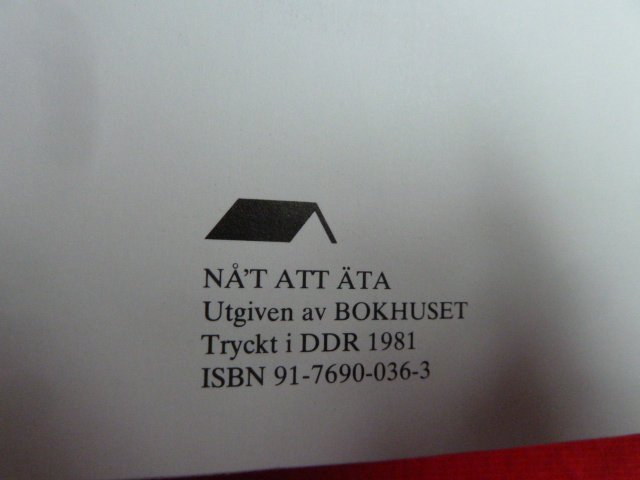 NÅ'T ATT ÄTA
Utgiven av BOKHUSET
Tryckt i DDR 1981
ISBN 91-7690-036-3